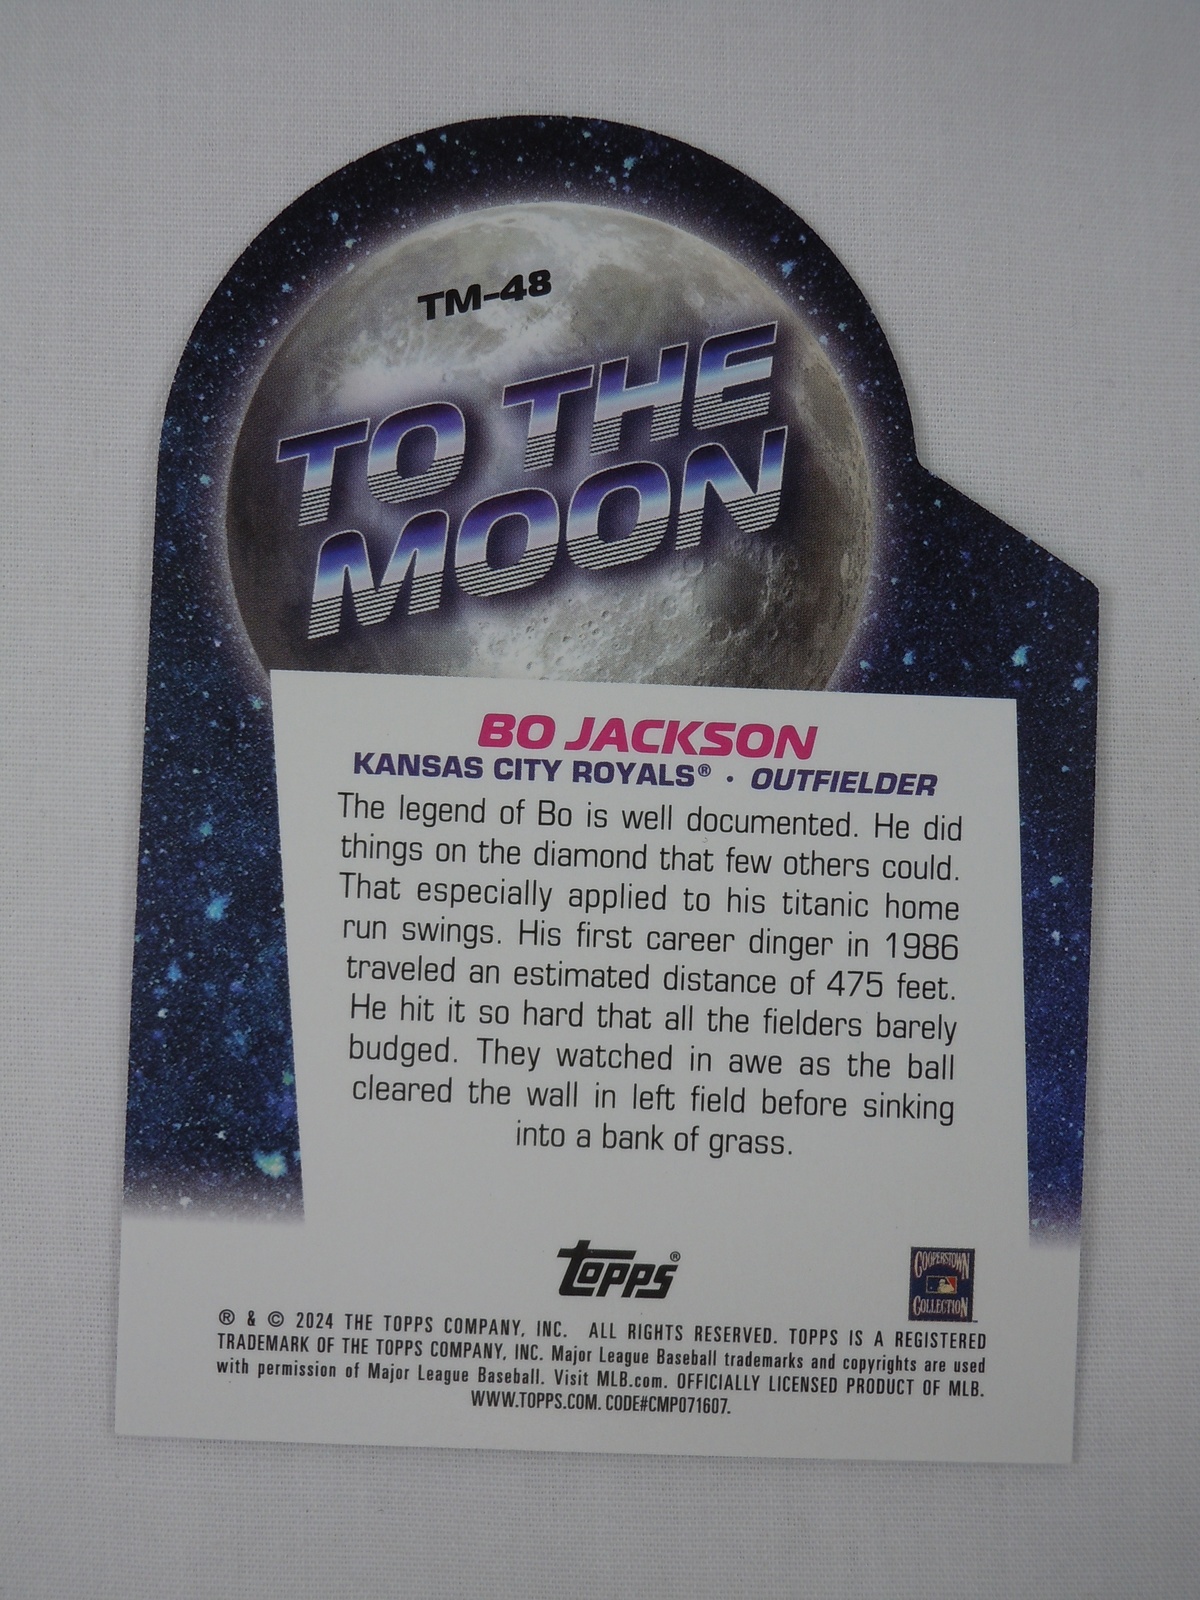 TM-48
TO THE
MOON
BO JACKSON
KANSAS CITY ROYALS® • OUTFIELDER
The legend of Bo is well documented. He did
things on the diamond that few others could.
That especially applied to his titanic home
run swings. His first career dinger in 1986
traveled an estimated distance of 475 feet.
He hit it so hard that all the fielders barely
budged. They watched in awe as the ball
cleared the wall in left field before sinking
into a bank of grass.
topps®
COOPERSTOWN
COLLECTION
® & © 2024 THE TOPPS COMPANY, INC. ALL RIGHTS RESERVED. TOPPS IS A REGISTERED
TRADEMARK OF THE TOPPS COMPANY, INC. Major League Baseball trademarks and copyrights are used
with permission of Major League Baseball. Visit MLB.com. OFFICIALLY LICENSED PRODUCT OF MLB.
WWW.TOPPS.COM. CODE#CMP071607.